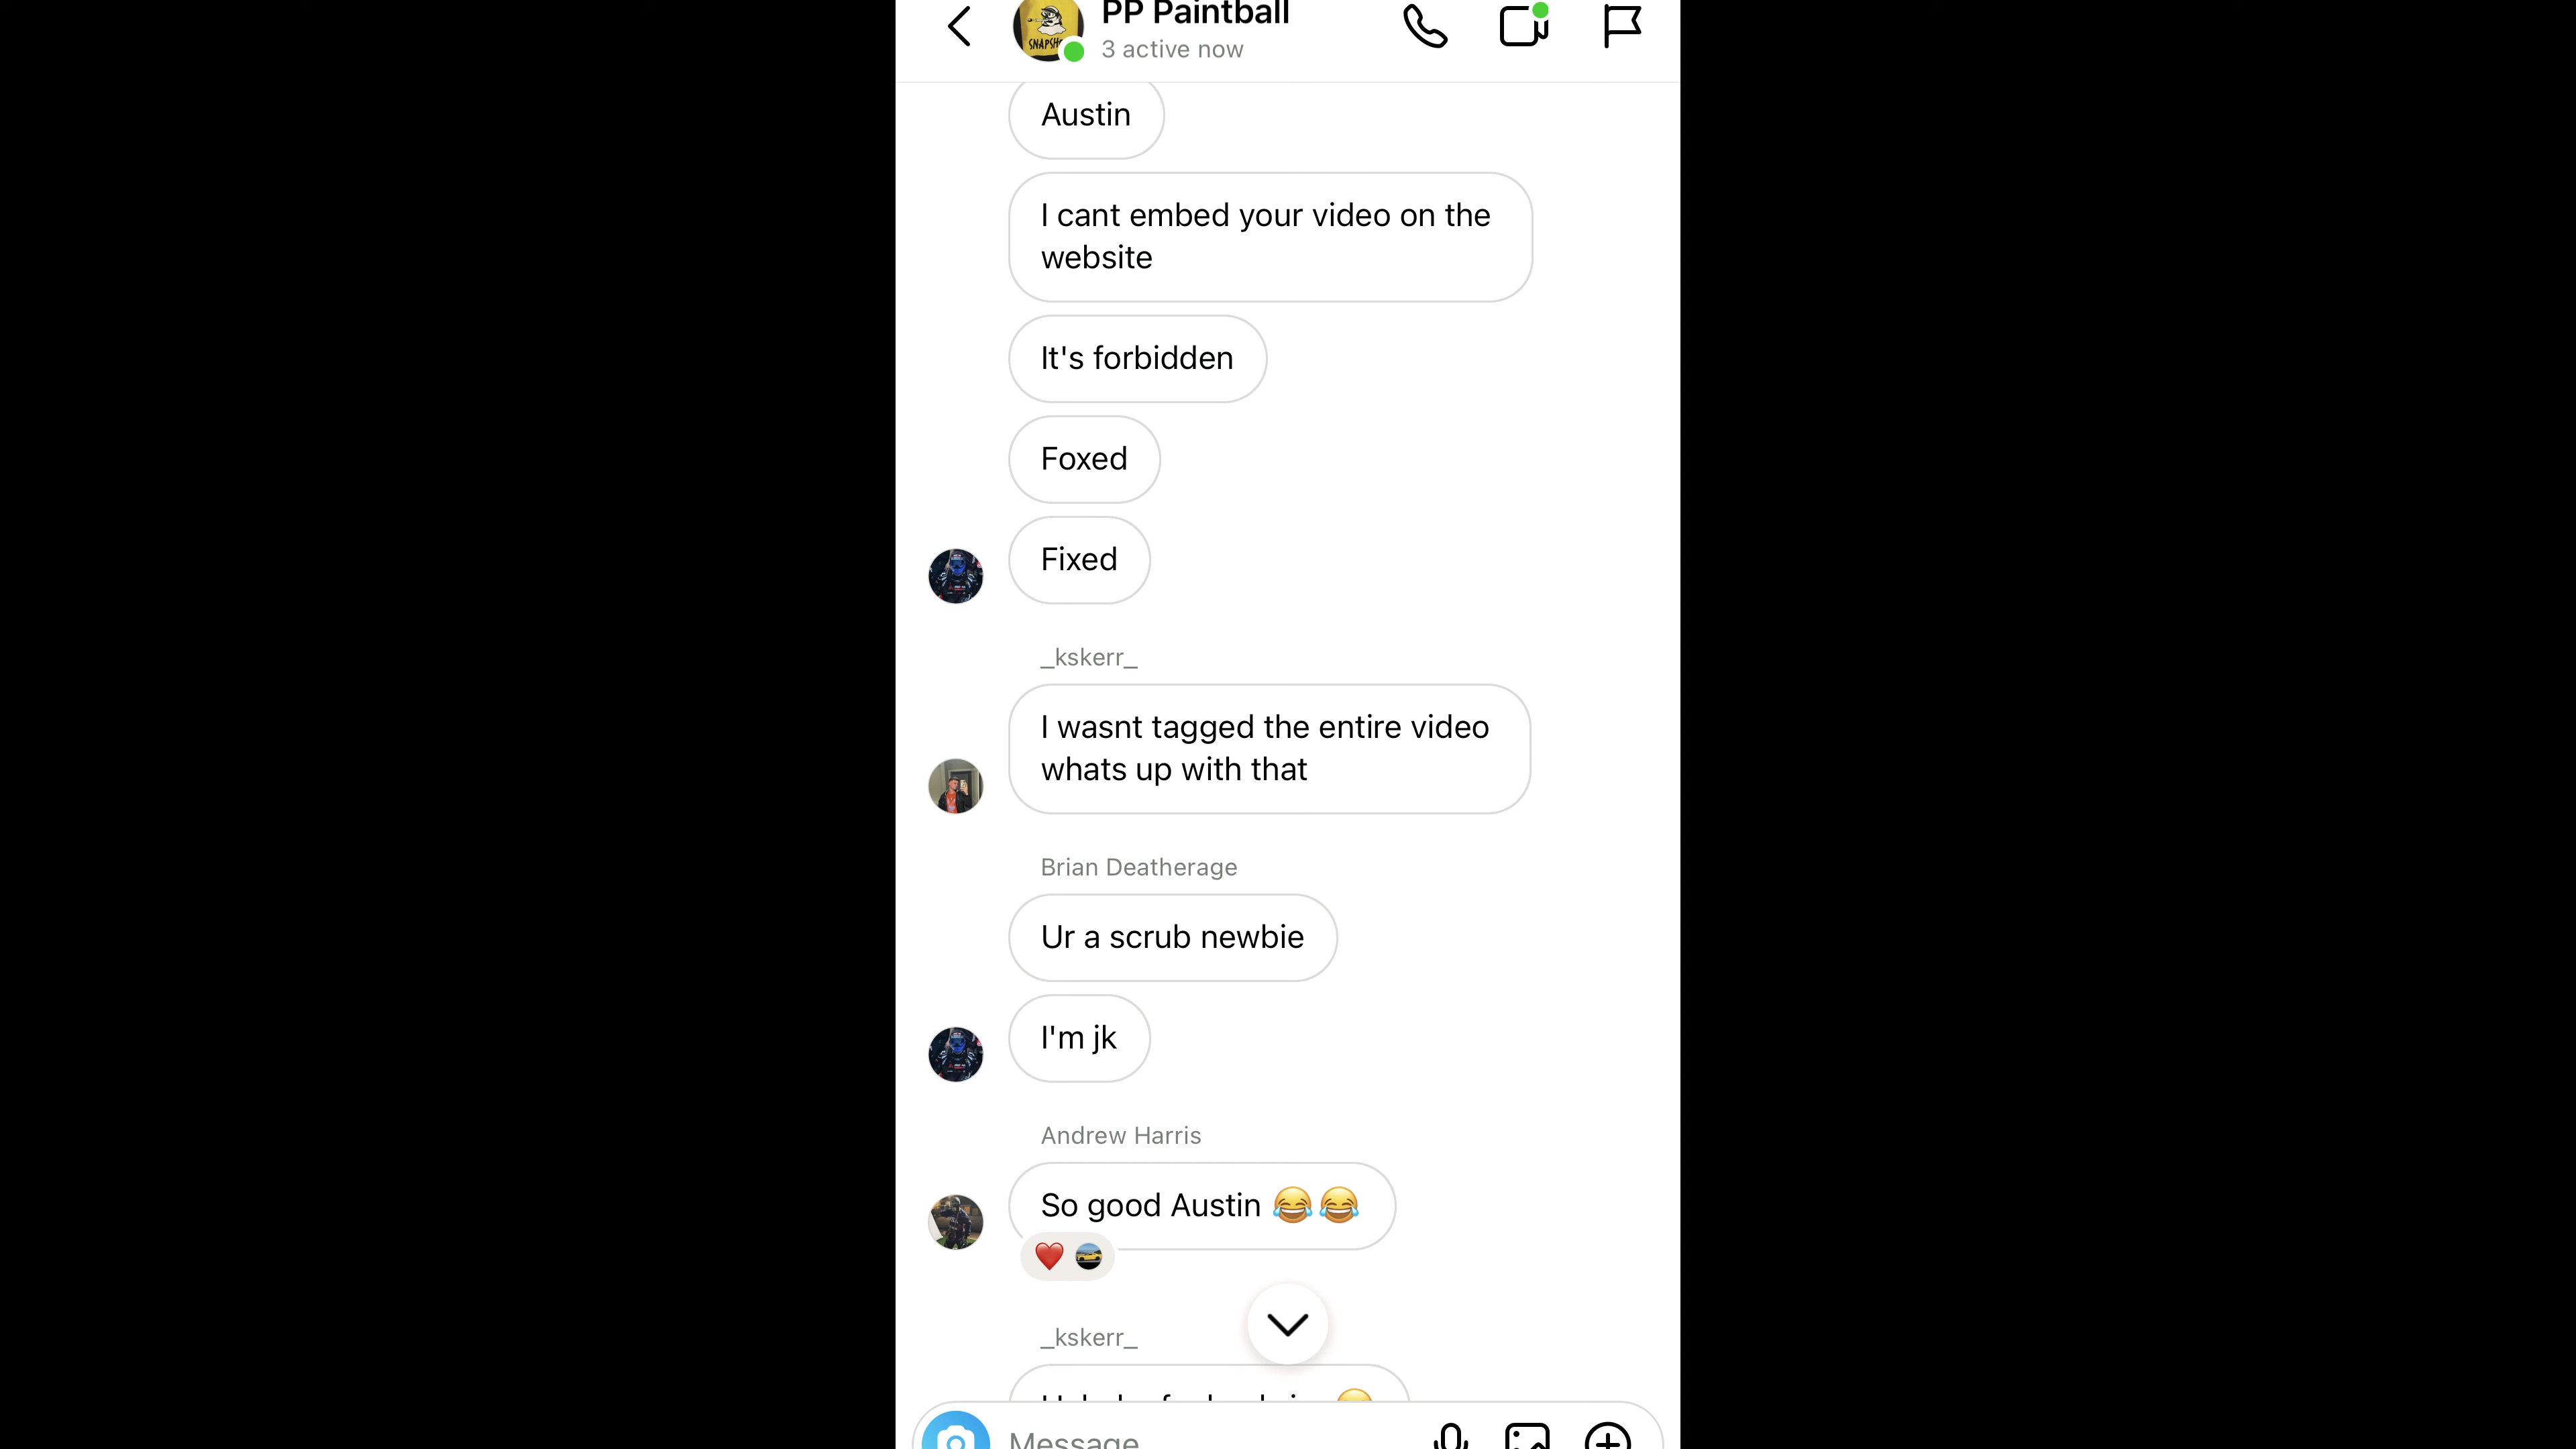 PP Paintball
SNAPSH
3 active now
Austin
I cant embed your video on the
website
It's forbidden
Foxed
Fixed
_kskerr_
I wasnt tagged the entire video
whats up with that
Brian Deatherage
Ur a scrub newbie
I'm jk
Andrew Harris
So good Austin 😂😂
_kskerr_
Message